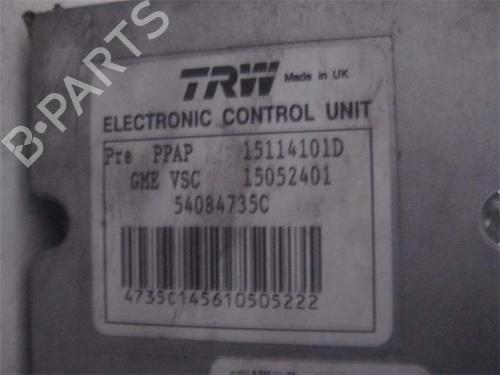 B-PARTS
TRW Made in UK
ELECTRONIC CONTROL UNIT
Pre PPAP 15114101D
GME VSC 15052401
54084735C
4735C145610505222